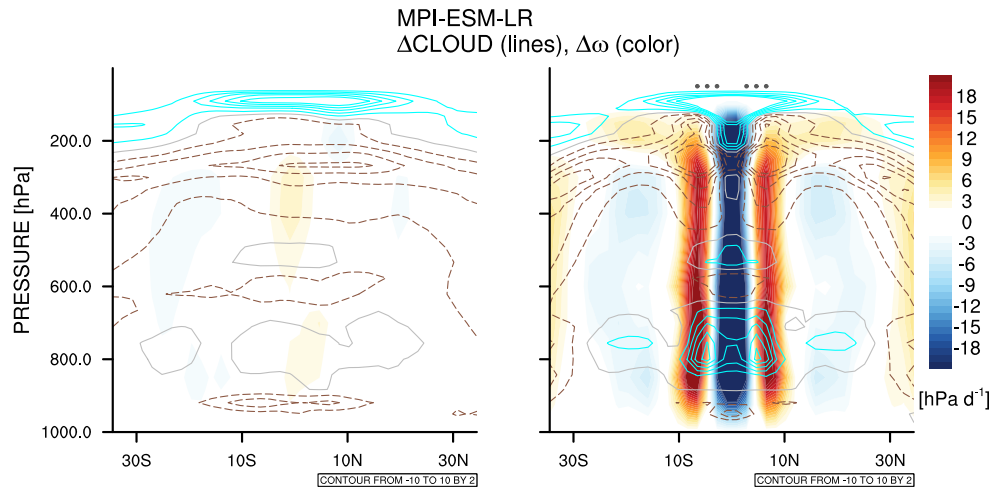 MPI-ESM-LR
ΔCLOUD (lines), Δω (color)
PRESSURE [hPa]
200.0
400.0
600.0
800.0
1000.0
30S
10S
10N
30N
CONTOUR FROM -10 TO 10 BY 2
30S
10S
10N
30N
CONTOUR FROM -10 TO 10 BY 2
18
15
12
9
6
3
0
-3
-6
-9
-12
-15
-18
[hPa d⁻¹]